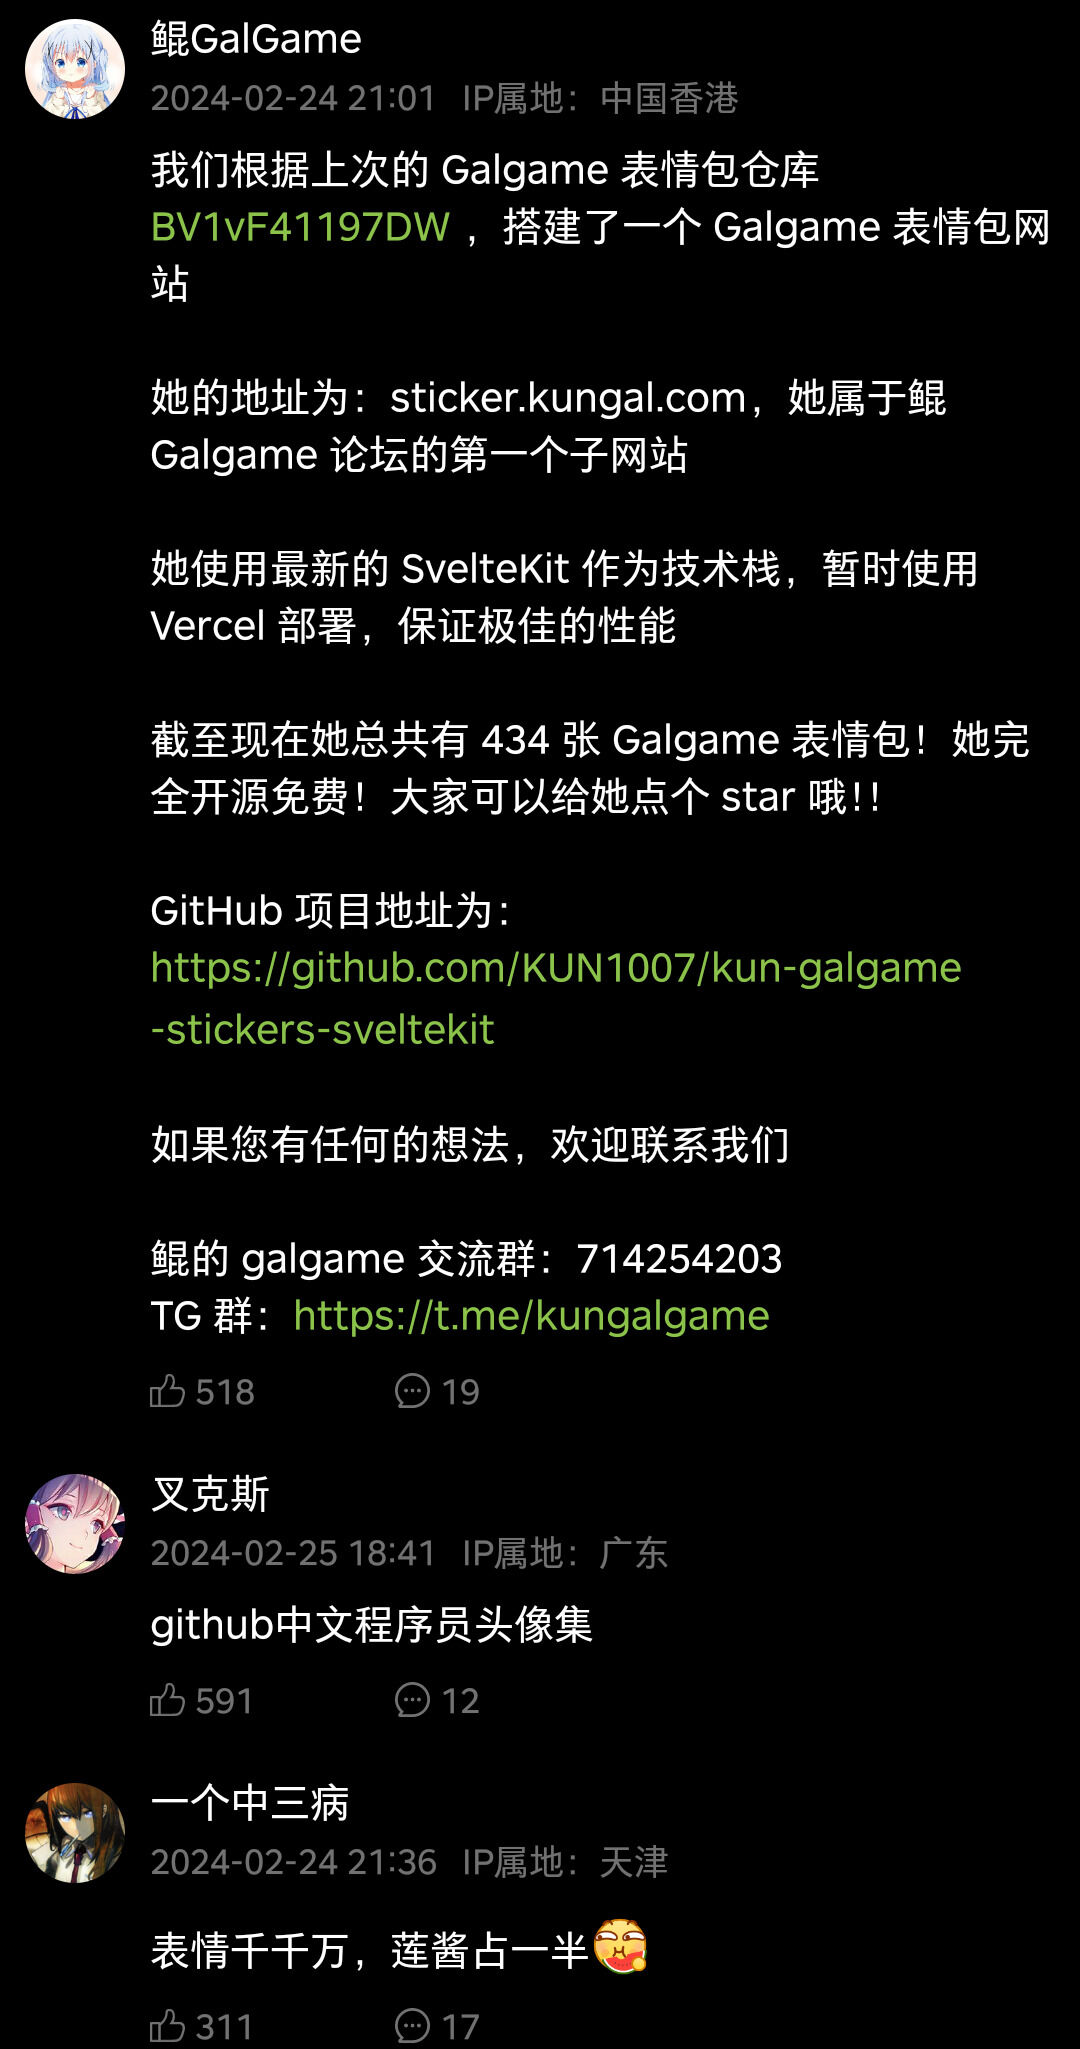 鲲GalGame
2024-02-24 21:01 IP属地：中国香港
我们根据上次的 Galgame 表情包仓库
BV1vF41197DW ，搭建了一个 Galgame 表情包网
站
她的地址为：sticker.kungal.com，她属于鲲
Galgame 论坛的第一个子网站
她使用最新的 SvelteKit 作为技术栈，暂时使用
Vercel 部署，保证极佳的性能
截至现在她总共有 434 张 Galgame 表情包！她完
全开源免费！大家可以给她点个 star 哦！！
GitHub 项目地址为：
https://github.com/KUN1007/kun-galgame
-stickers-sveltekit
如果您有任何的想法，欢迎联系我们
鲲的 galgame 交流群：714254203
TG 群：https://t.me/kungalgame
518 19
叉克斯
2024-02-25 18:41 IP属地：广东
github中文程序员头像集
591 12
一个中三病
2024-02-24 21:36 IP属地：天津
表情千千万，莲酱占一半
311 17